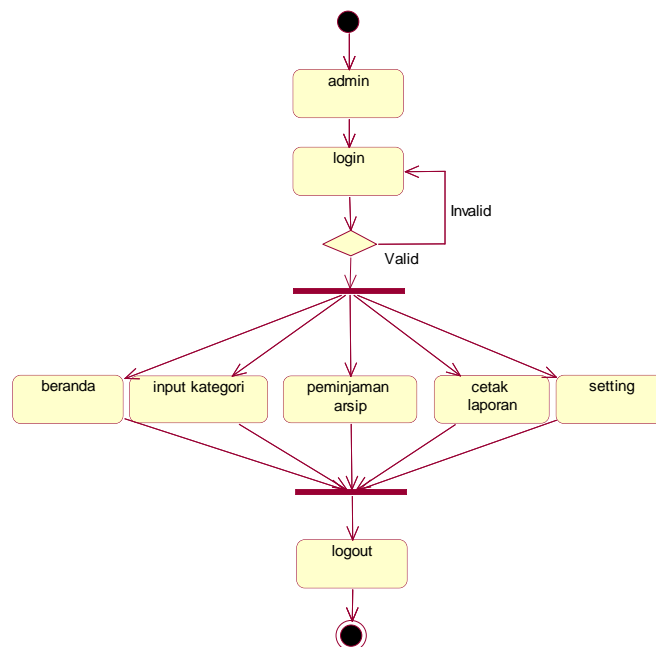 admin
login
Invalid
Valid
beranda
input kategori
peminjaman
arsip
cetak
laporan
setting
logout